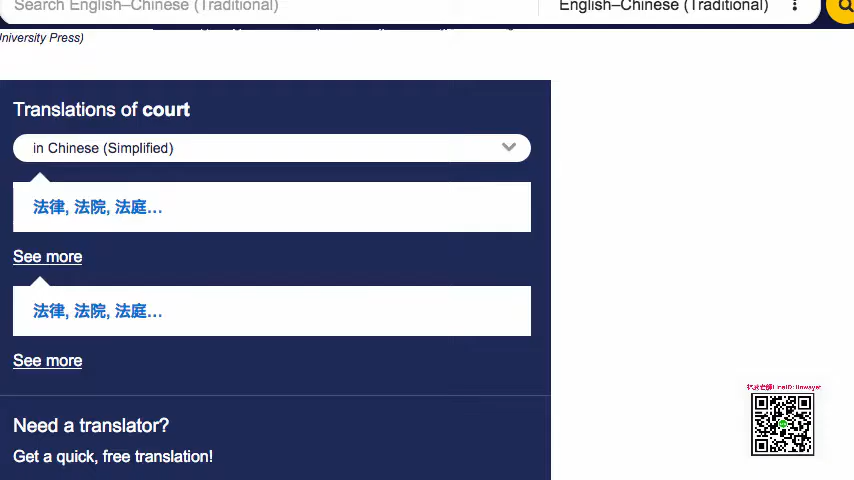 Search English–Chinese (Traditional)
English–Chinese (Traditional)
University Press)
Translations of court
in Chinese (Simplified)
法律, 法院, 法庭…
See more
法律, 法院, 法庭…
See more
Need a translator?
Get a quick, free translation!